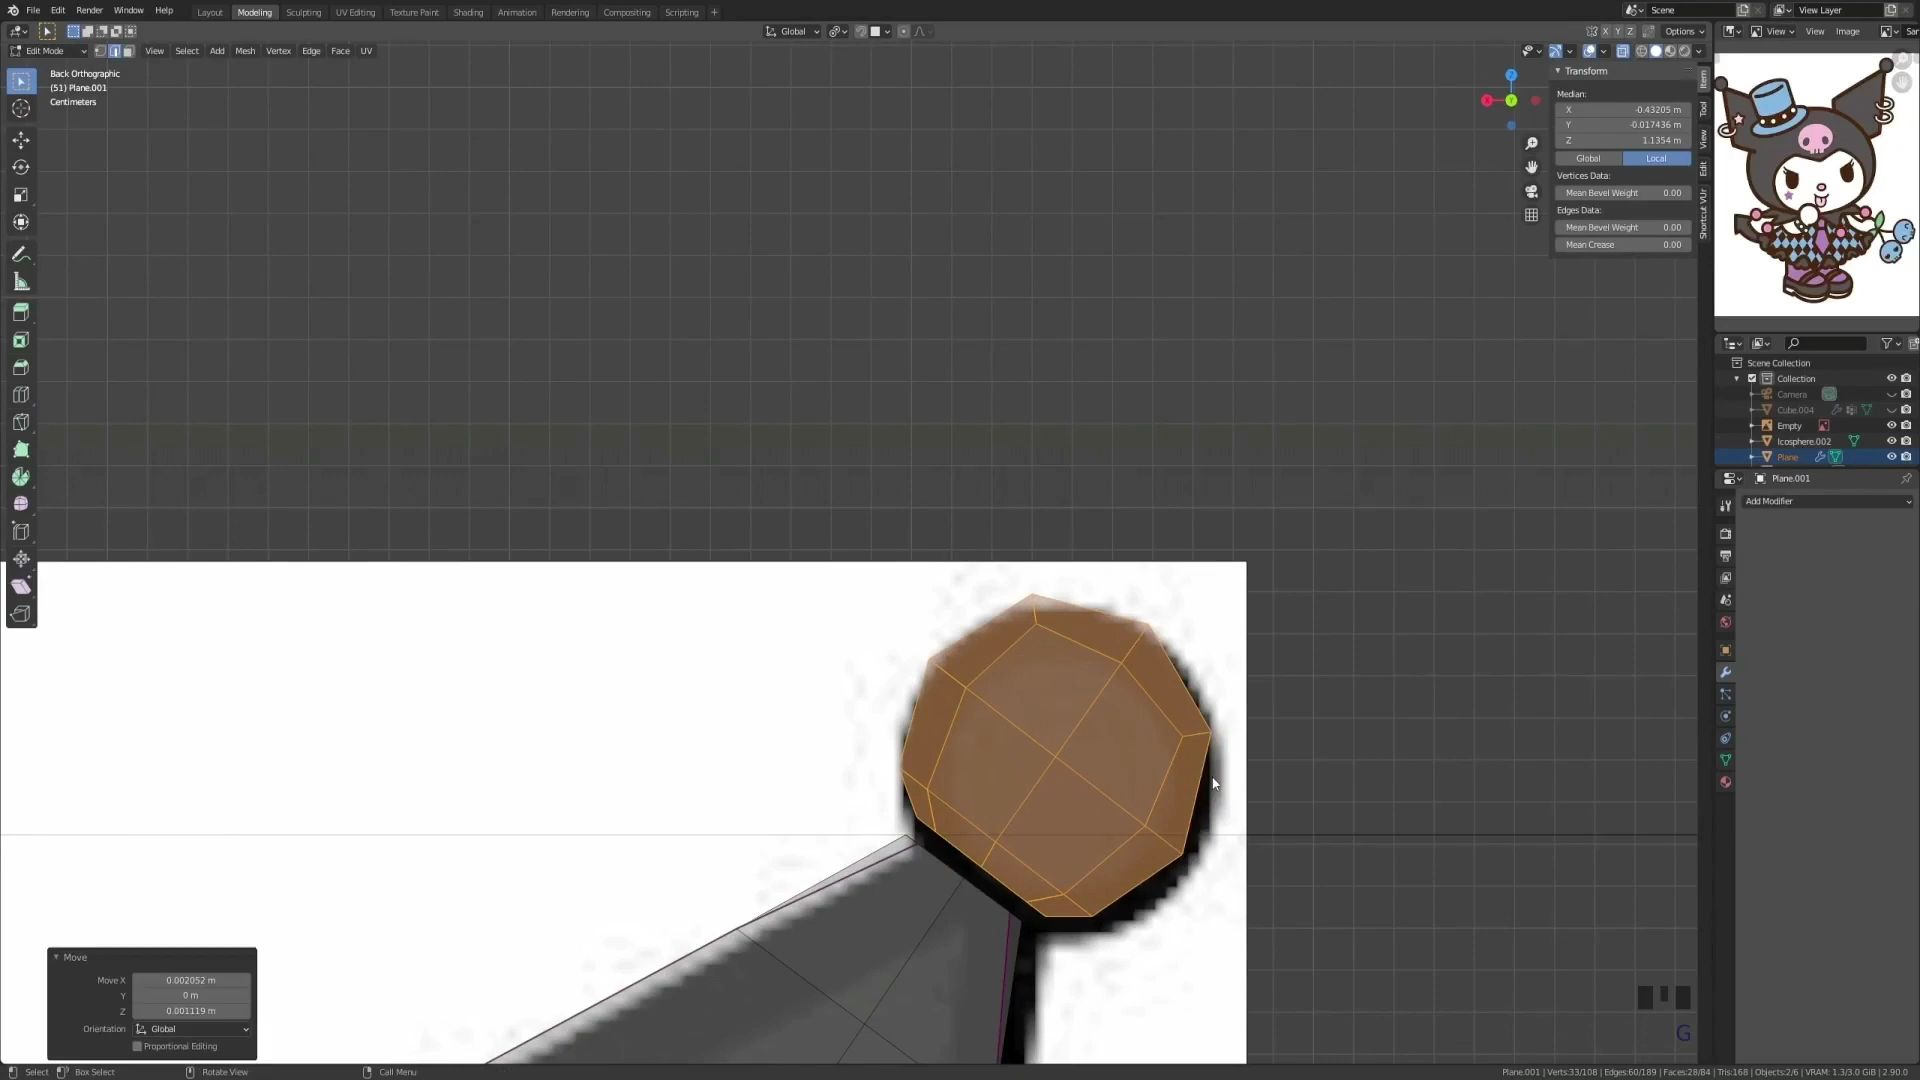 File Edit Render Window Help Layout Modeling Sculpting UV Editing Texture Paint Shading Animation Rendering Compositing Scripting + Scene View Layer
Global X Y Z Options View View Image
Edit Mode View Select Add Mesh Vertex Edge Face UV
Back Orthographic
(51) Plane.001
Centimeters
Z
X
Y
Transform
Median:
X -0.43205 m
Y -0.017436 m
Z 1.1354 m
Global Local
Vertices Data:
Mean Bevel Weight 0.00
Edges Data:
Mean Bevel Weight 0.00
Mean Crease 0.00
Item
Tool
View
Edit
Shortcut VUr
Scene Collection
Collection
Camera
Cube.004
Empty
Icosphere.002
Plane
Plane.001
Add Modifier
Move
Move X 0.002052 m
Y 0 m
Z 0.001119 m
Orientation Global
Proportional Editing
G
Select Box Select Rotate View Call Menu Plane.001 | Verts:33/108 | Edges:60/189 | Faces:28/84 | Tris:168 | Objects:2/6 | VRAM: 1.3/3.0 GiB | 2.90.0